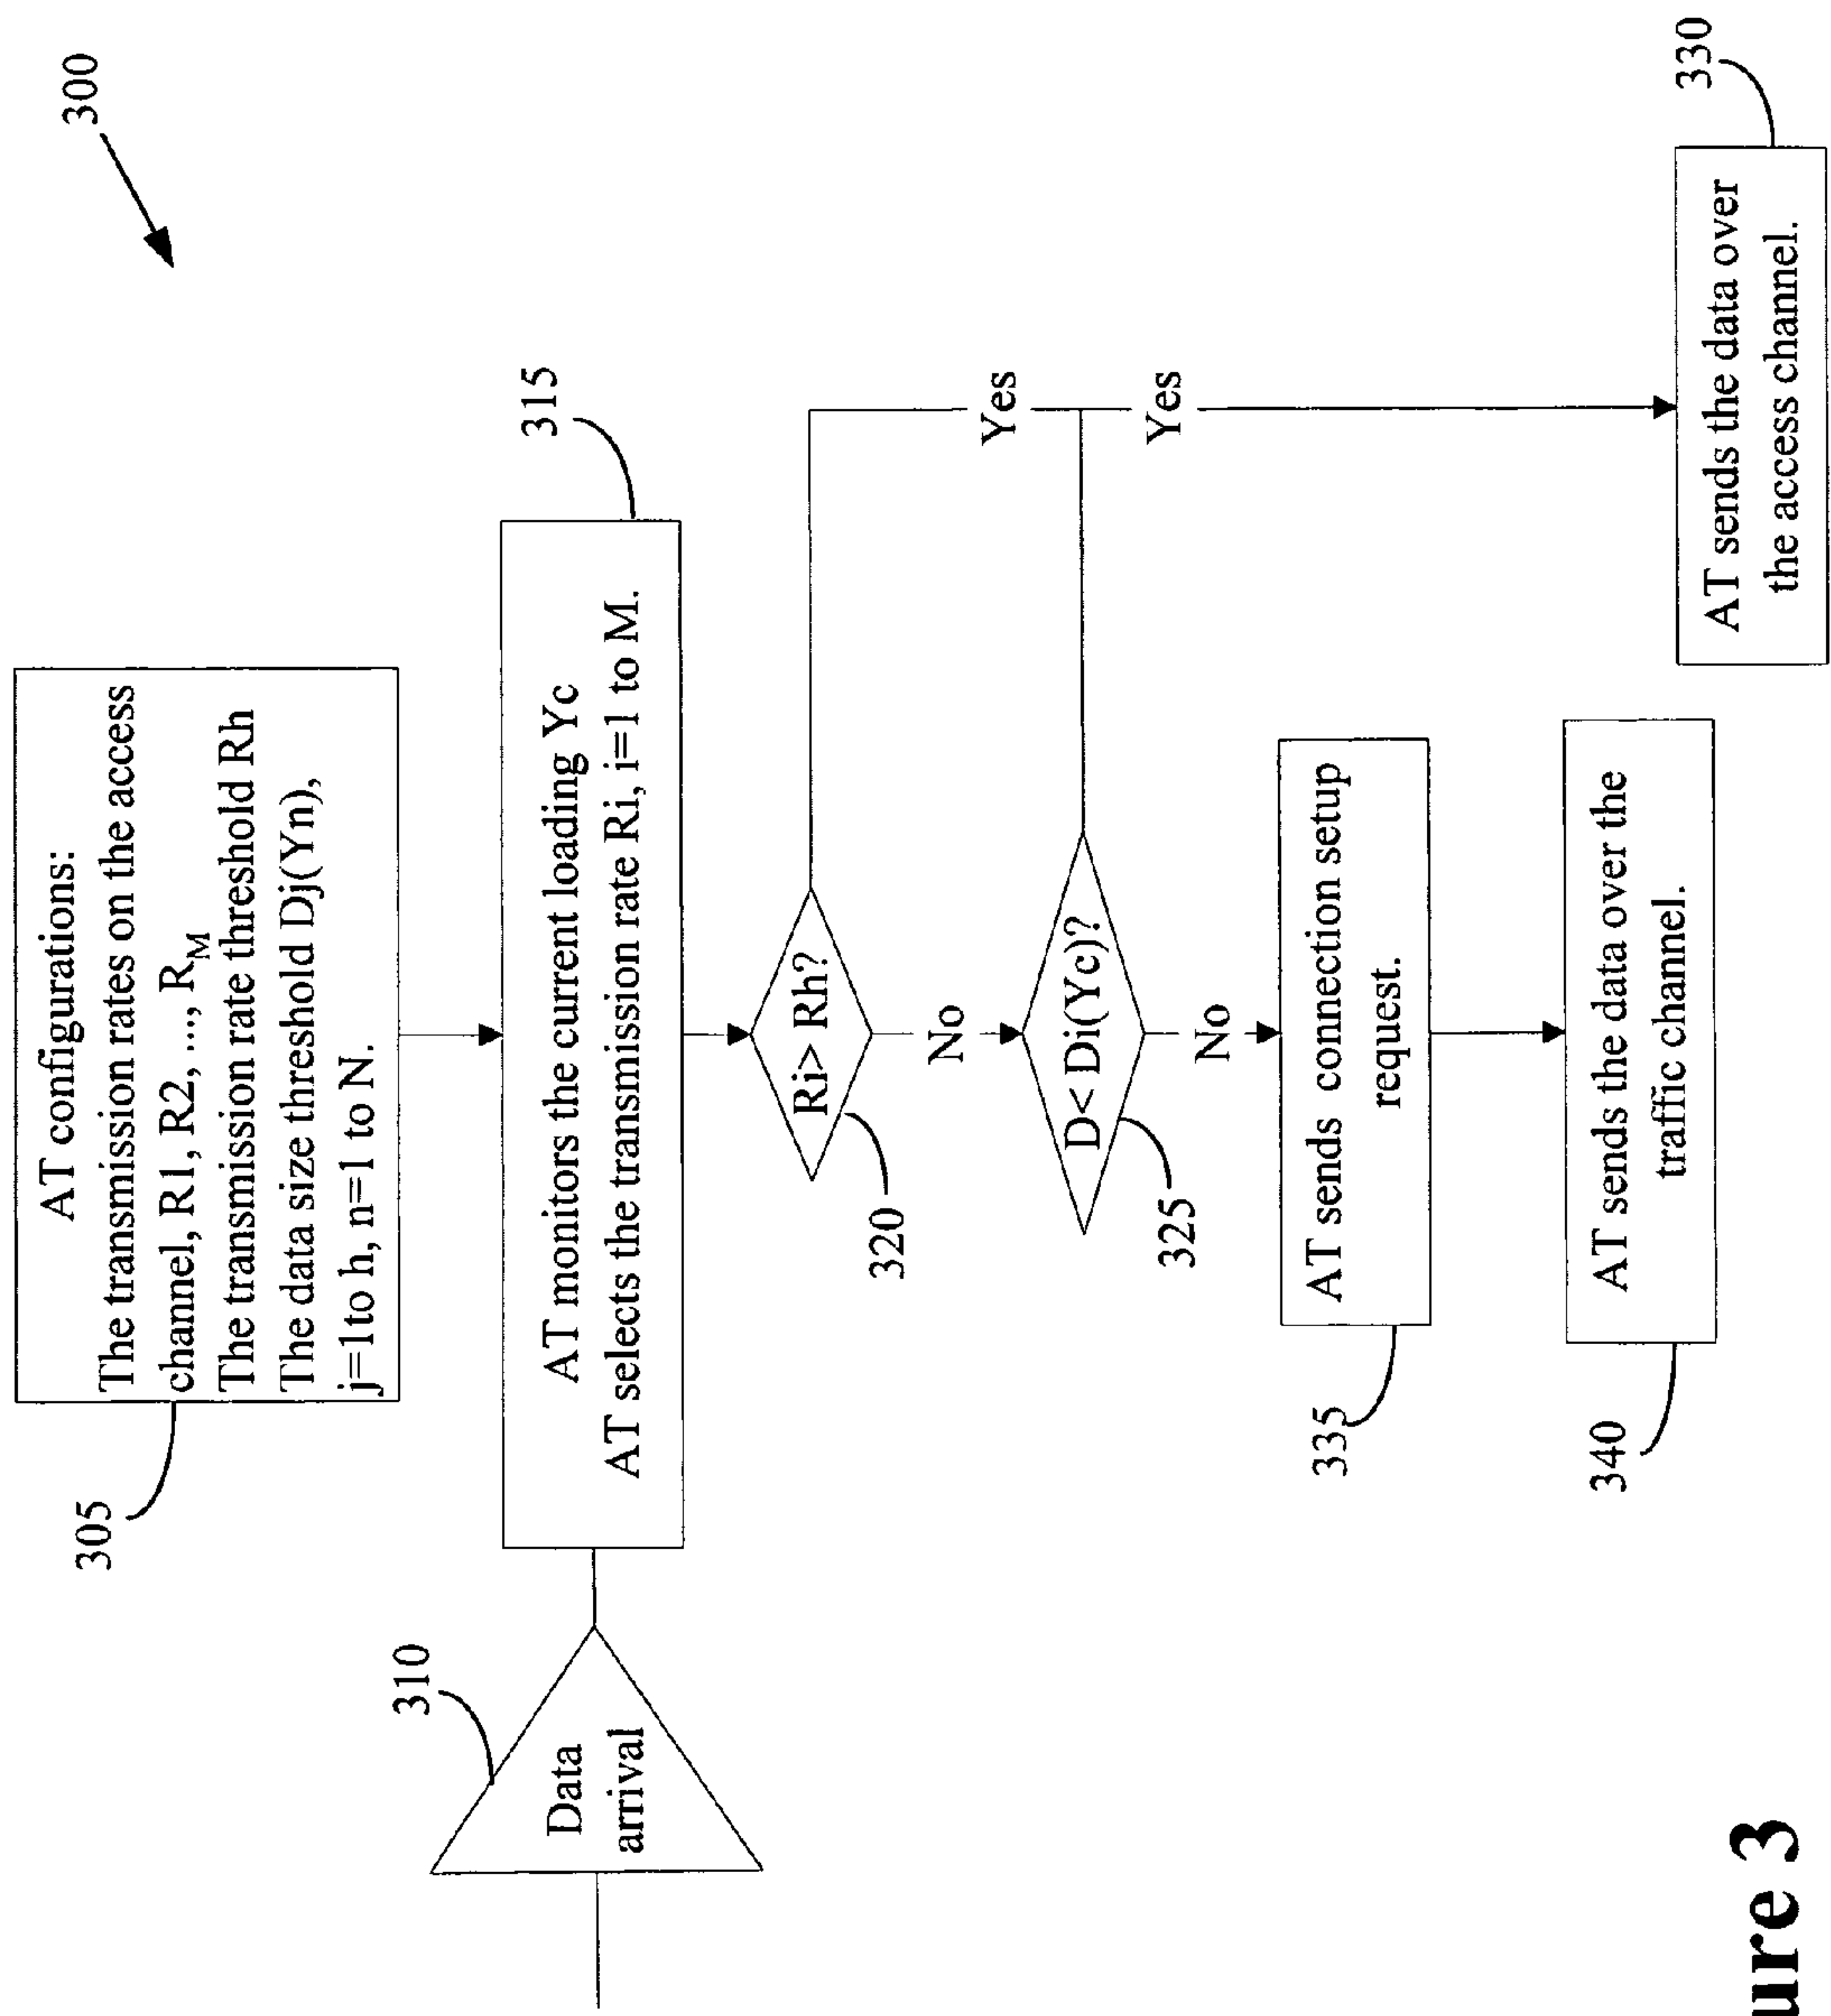 300
305
AT configurations:
The transmission rates on the access
channel, R1, R2, ..., RM
The transmission rate threshold Rh
The data size threshold Dj(Yn),
j=1to h, n=1 to N.
310
Data
arrival
315
AT monitors the current loading Yc
AT selects the transmission rate Ri, i=1 to M.
Ri> Rh?
320
Yes
No
D< Di(Yc)?
325
Yes
No
335
AT sends connection setup
request.
340
AT sends the data over the
traffic channel.
330
AT sends the data over
the access channel.
ure 3